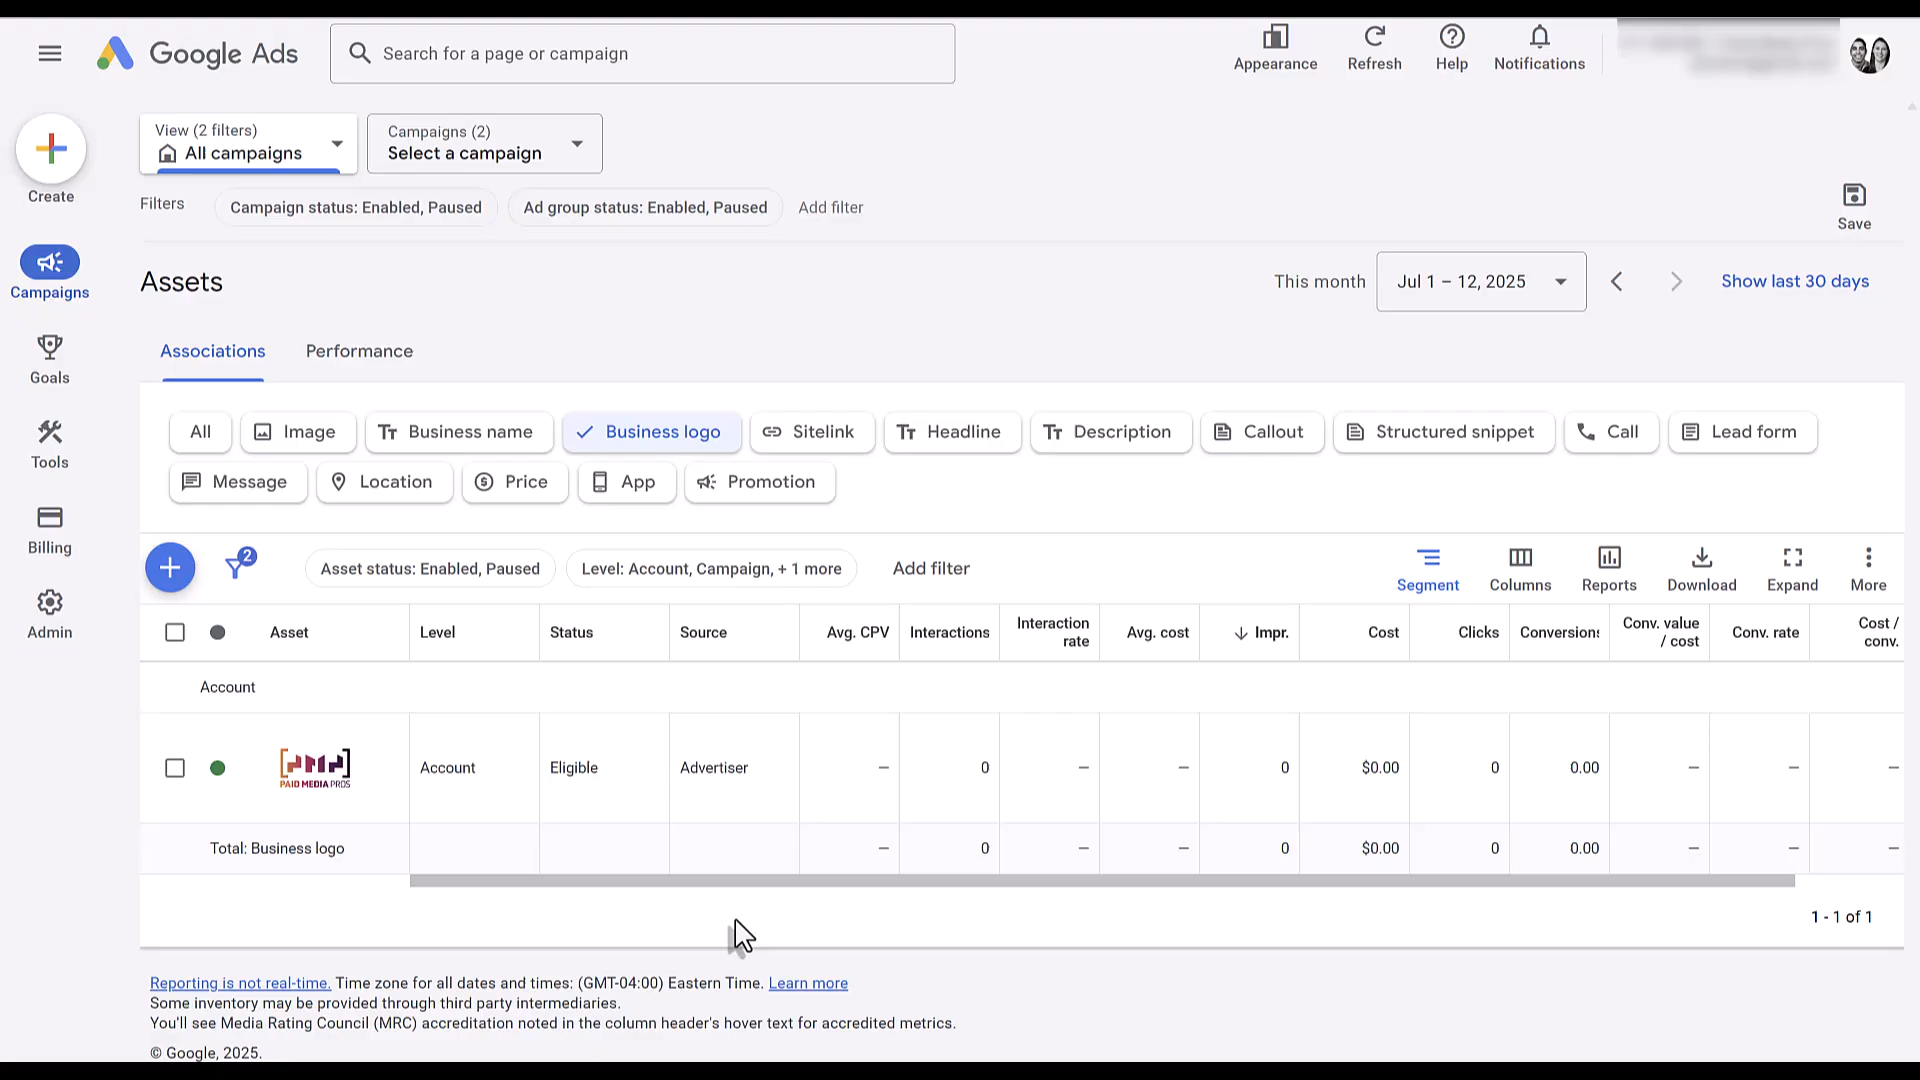 Google Ads
Search for a page or campaign
Appearance
Refresh
Help
Notifications
Create
View (2 filters)
All campaigns
Campaigns (2)
Select a campaign
Filters
Campaign status: Enabled, Paused
Ad group status: Enabled, Paused
Add filter
Save
Campaigns
Goals
Tools
Billing
Admin
Assets
This month
Jul 1 – 12, 2025
Show last 30 days
Associations
Performance
All
Image
Business name
Business logo
Sitelink
Headline
Description
Callout
Structured snippet
Call
Lead form
Message
Location
Price
App
Promotion
2
Asset status: Enabled, Paused
Level: Account, Campaign, + 1 more
Add filter
Segment
Columns
Reports
Download
Expand
More
Asset Level Status Source Avg. CPV Interactions Interaction rate Avg. cost Impr. Cost Clicks Conversions Conv. value / cost Conv. rate Cost / conv.
Account
PAID MEDIA PROS Account Eligible Advertiser – 0 – – 0 $0.00 0 0.00 – – –
Total: Business logo – 0 – – 0 $0.00 0 0.00 – – –
1 - 1 of 1
Reporting is not real-time. Time zone for all dates and times: (GMT-04:00) Eastern Time. Learn more
Some inventory may be provided through third party intermediaries.
You'll see Media Rating Council (MRC) accreditation noted in the column header's hover text for accredited metrics.
© Google, 2025.